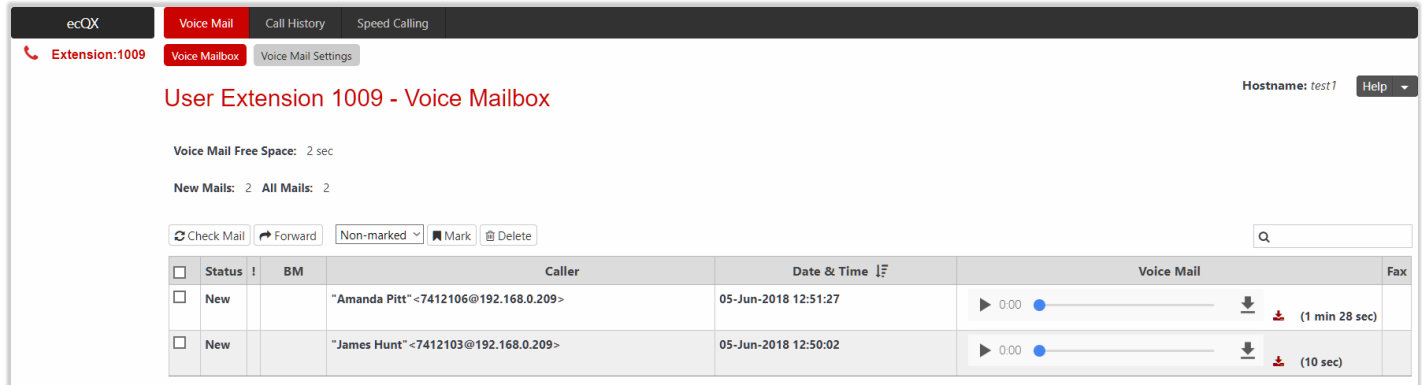 ecQX Voice Mail Call History Speed Calling
Extension:1009 Voice Mailbox Voice Mail Settings
Hostname: test1 Help
User Extension 1009 - Voice Mailbox
Voice Mail Free Space: 2 sec
New Mails: 2 All Mails: 2
Check Mail Forward Non-marked Mark Delete
Status ! BM Caller Date & Time Voice Mail Fax
New "Amanda Pitt"<7412106@192.168.0.209> 05-Jun-2018 12:51:27 0:00 (1 min 28 sec)
New "James Hunt"<7412103@192.168.0.209> 05-Jun-2018 12:50:02 0:00 (10 sec)